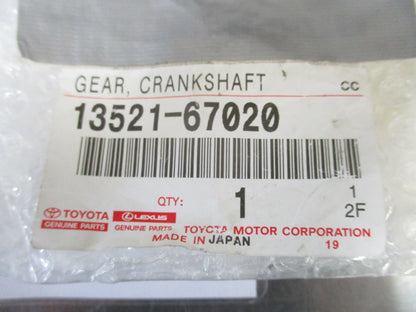 GEAR, CRANKSHAFT CC
13521-67020
QTY: 1 1
2F
TOYOTA LEXUS
GENUINE PARTS GENUINE PARTS TOYOTA MOTOR CORPORATION
MADE IN JAPAN 19